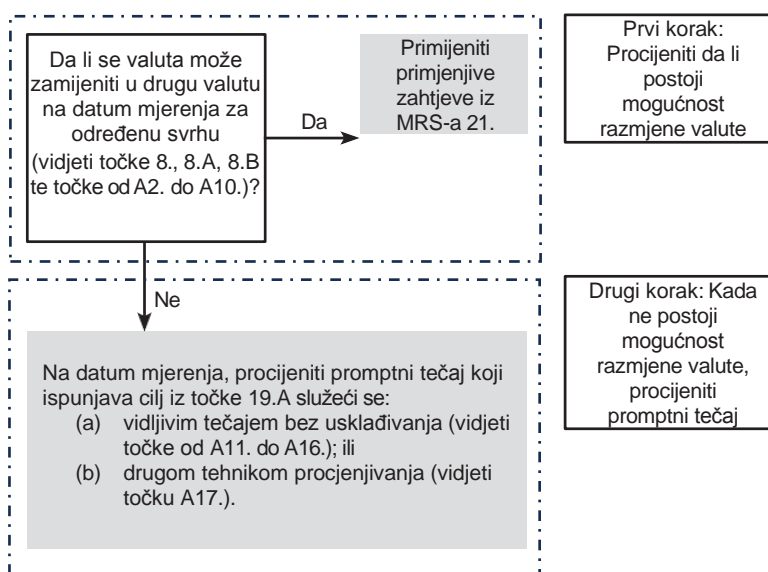 Da li se valuta može
zamijeniti u drugu valutu
na datum mjerenja za
određenu svrhu
(vidjeti točke 8., 8.A, 8.B
te točke od A2. do A10.)?
Da
Primijeniti
primjenjive
zahtjeve iz
MRS-a 21.
Prvi korak:
Procijeniti da li
postoji
mogućnost
razmjene valute
Ne
Na datum mjerenja, procijeniti promptni tečaj koji
ispunjava cilj iz točke 19.A služeći se:
(a) vidljivim tečajem bez usklađivanja (vidjeti
točke od A11. do A16.); ili
(b) drugom tehnikom procjenjivanja (vidjeti
točku A17.).
Drugi korak: Kada
ne postoji
mogućnost
razmjene valute,
procijeniti
promptni tečaj